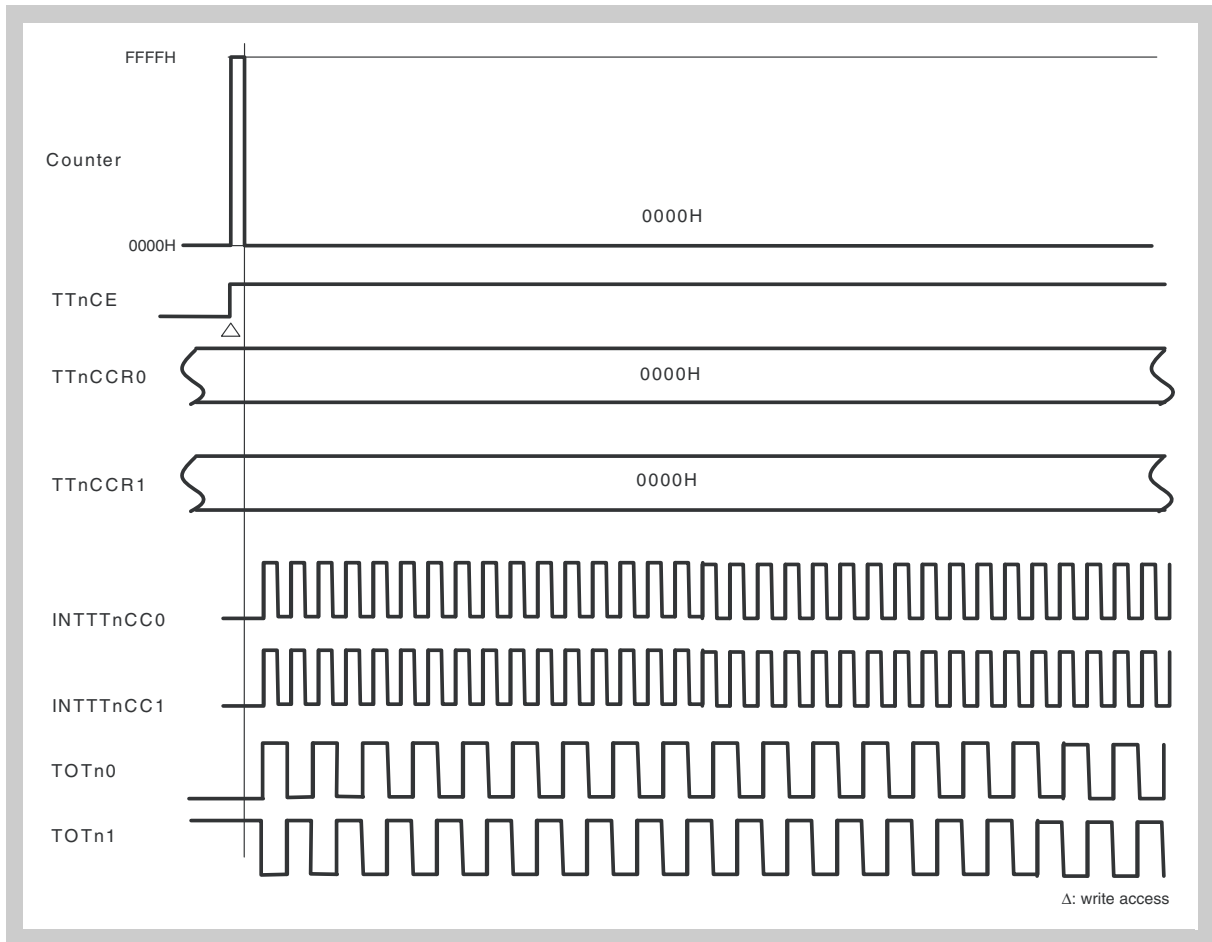 FFFFH
Counter
0000H
0000H
TTnCE
TTnCCR0
0000H
TTnCCR1
0000H
INTTTnCC0
INTTTnCC1
TOTn0
TOTn1
Δ: write access